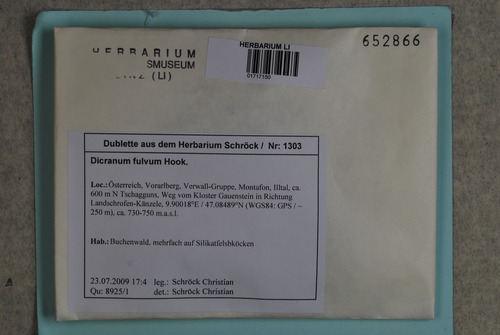 HERBARIUM
SMUSEUM
(LI)
HERBARIUM LI
01717150
652866
Dublette aus dem Herbarium Schröck / Nr: 1303
Dicranum fulvum Hook.
Loc.: Österreich, Vorarlberg, Verwall-Gruppe, Montafon, Illtal, ca.
600 m N Tschagguns, Weg vom Kloster Gauenstein in Richtung
Landschrofen-Känzele, 9.90018°E / 47.08489°N (WGS84: GPS / ~
250 m), ca. 730-750 m.a.s.l.
Hab.: Buchenwald, mehrfach auf Silikatfelsbköcken
23.07.2009 17;4 leg.: Schröck Christian
Qu: 8925/1 det.: Schröck Christian